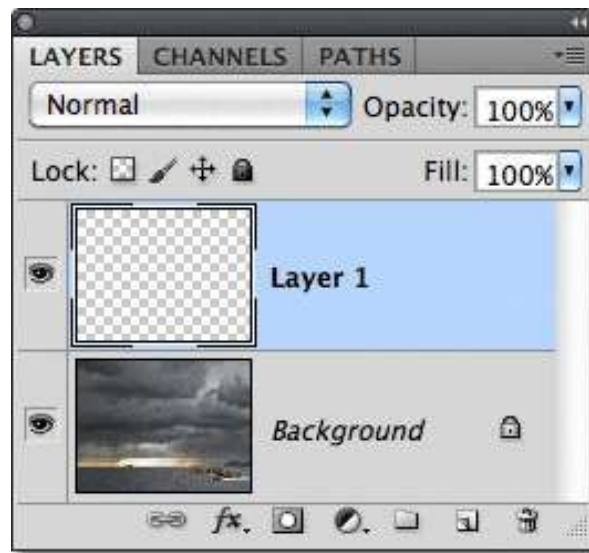 LAYERS CHANNELS PATHS
Normal Opacity: 100%
Lock: Fill: 100%
Layer 1
Background
fx.